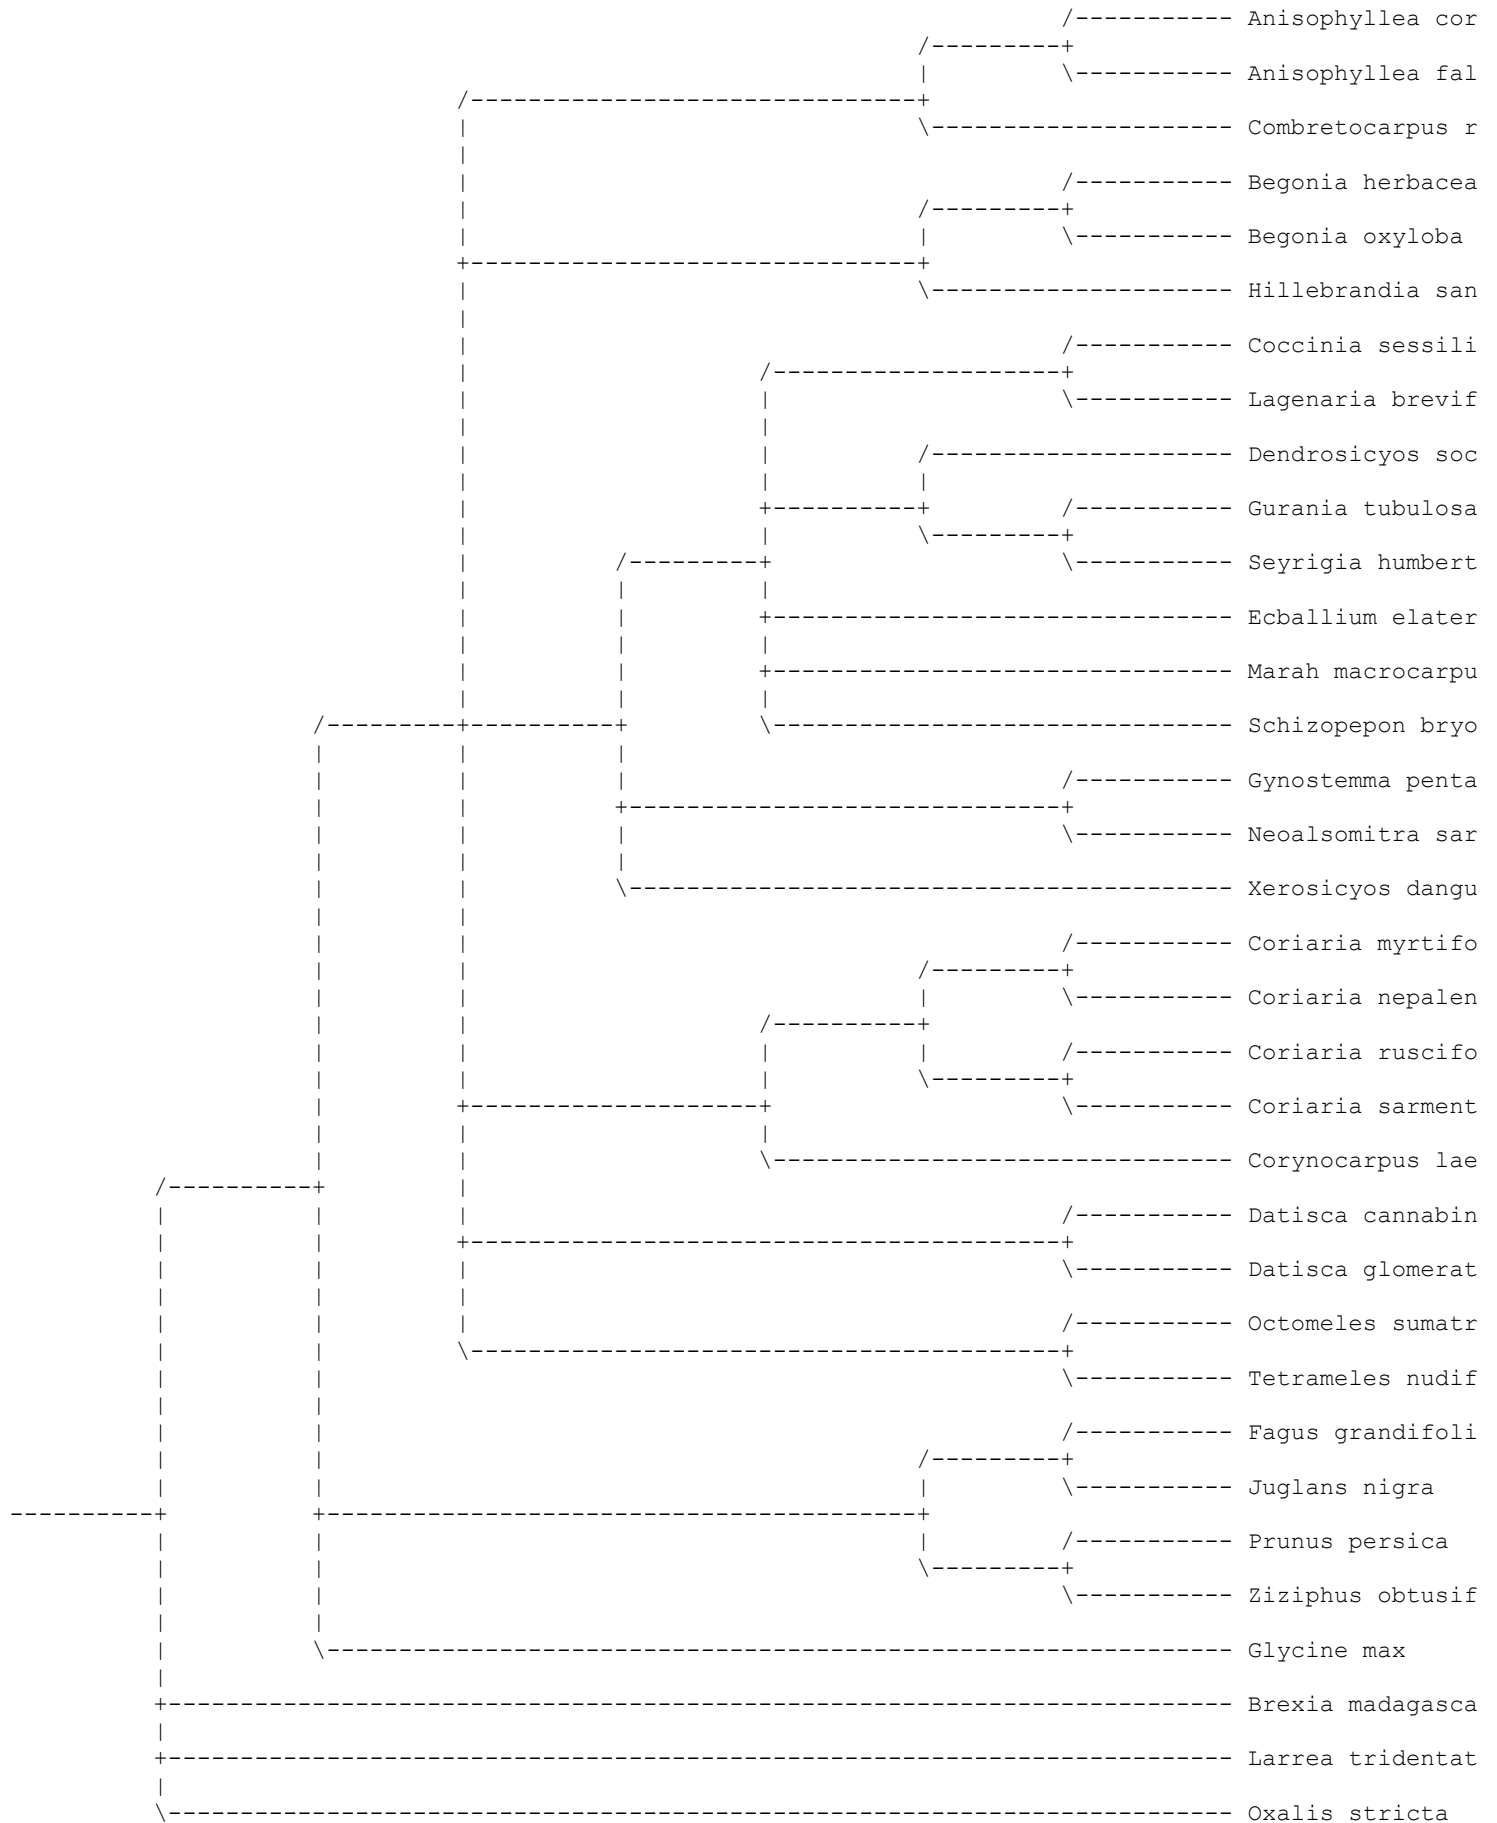 Anisophyllea cor
Anisophyllea fal
Combretocarpus r
Begonia herbacea
Begonia oxyloba
Hillebrandia san
Coccinia sessili
Lagenaria brevif
Dendrosicyos soc
Gurania tubulosa
Seyrigia humbert
Ecballium elater
Marah macrocarpu
Schizopepon bryo
Gynostemma penta
Neoalsomitra sar
Xerosicyos dangu
Coriaria myrtifo
Coriaria nepalen
Coriaria ruscifo
Coriaria sarment
Corynocarpus lae
Datisca cannabin
Datisca glomerat
Octomeles sumatr
Tetrameles nudif
Fagus grandifoli
Juglans nigra
Prunus persica
Ziziphus obtusif
Glycine max
Brexia madagasca
Larrea tridentat
Oxalis stricta